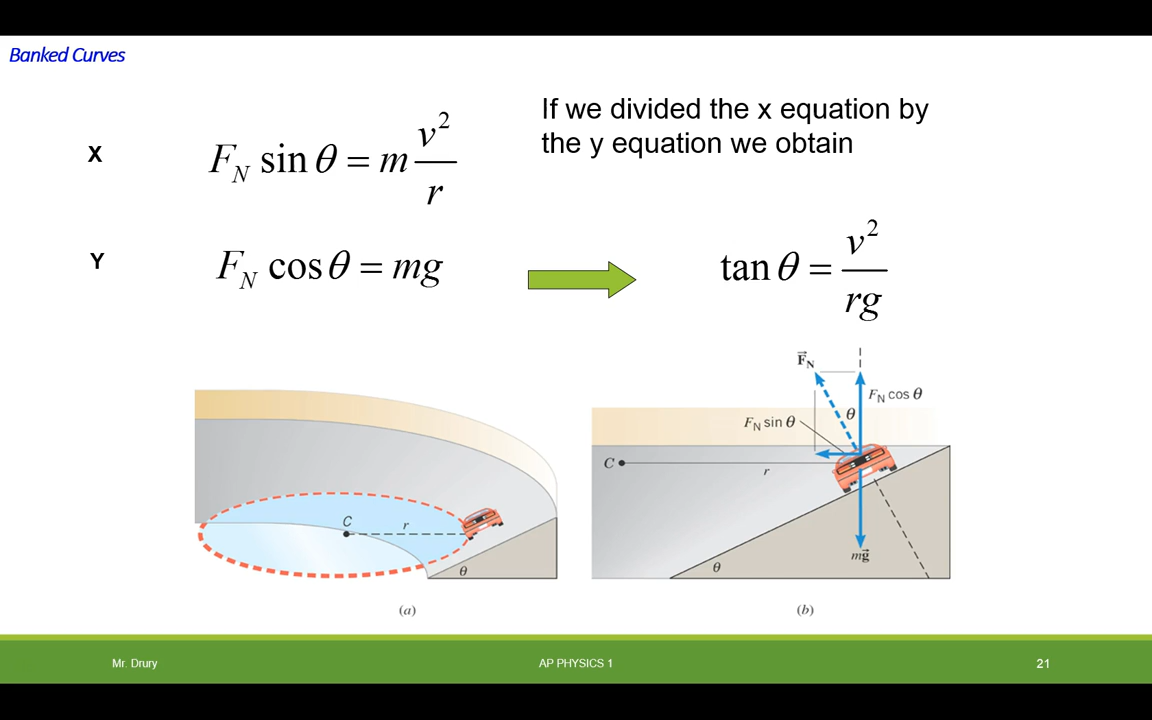 Banked Curves
X
F_N sin θ = m v²/r
If we divided the x equation by
the y equation we obtain
Y
F_N cos θ = mg
tan θ = v²/rg
C
r
θ
(a)
F⃗_N
F_N cos θ
θ
F_N sin θ
C
r
mg⃗
θ
(b)
Mr. Drury
AP PHYSICS 1
21